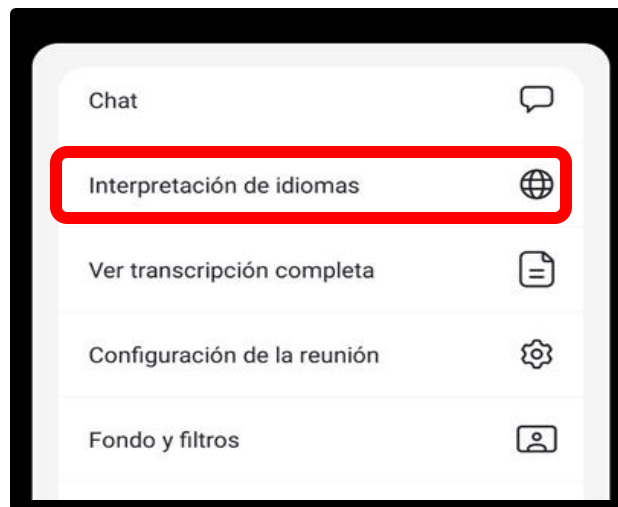 Chat
Interpretación de idiomas
Ver transcripción completa
Configuración de la reunión
Fondo y filtros